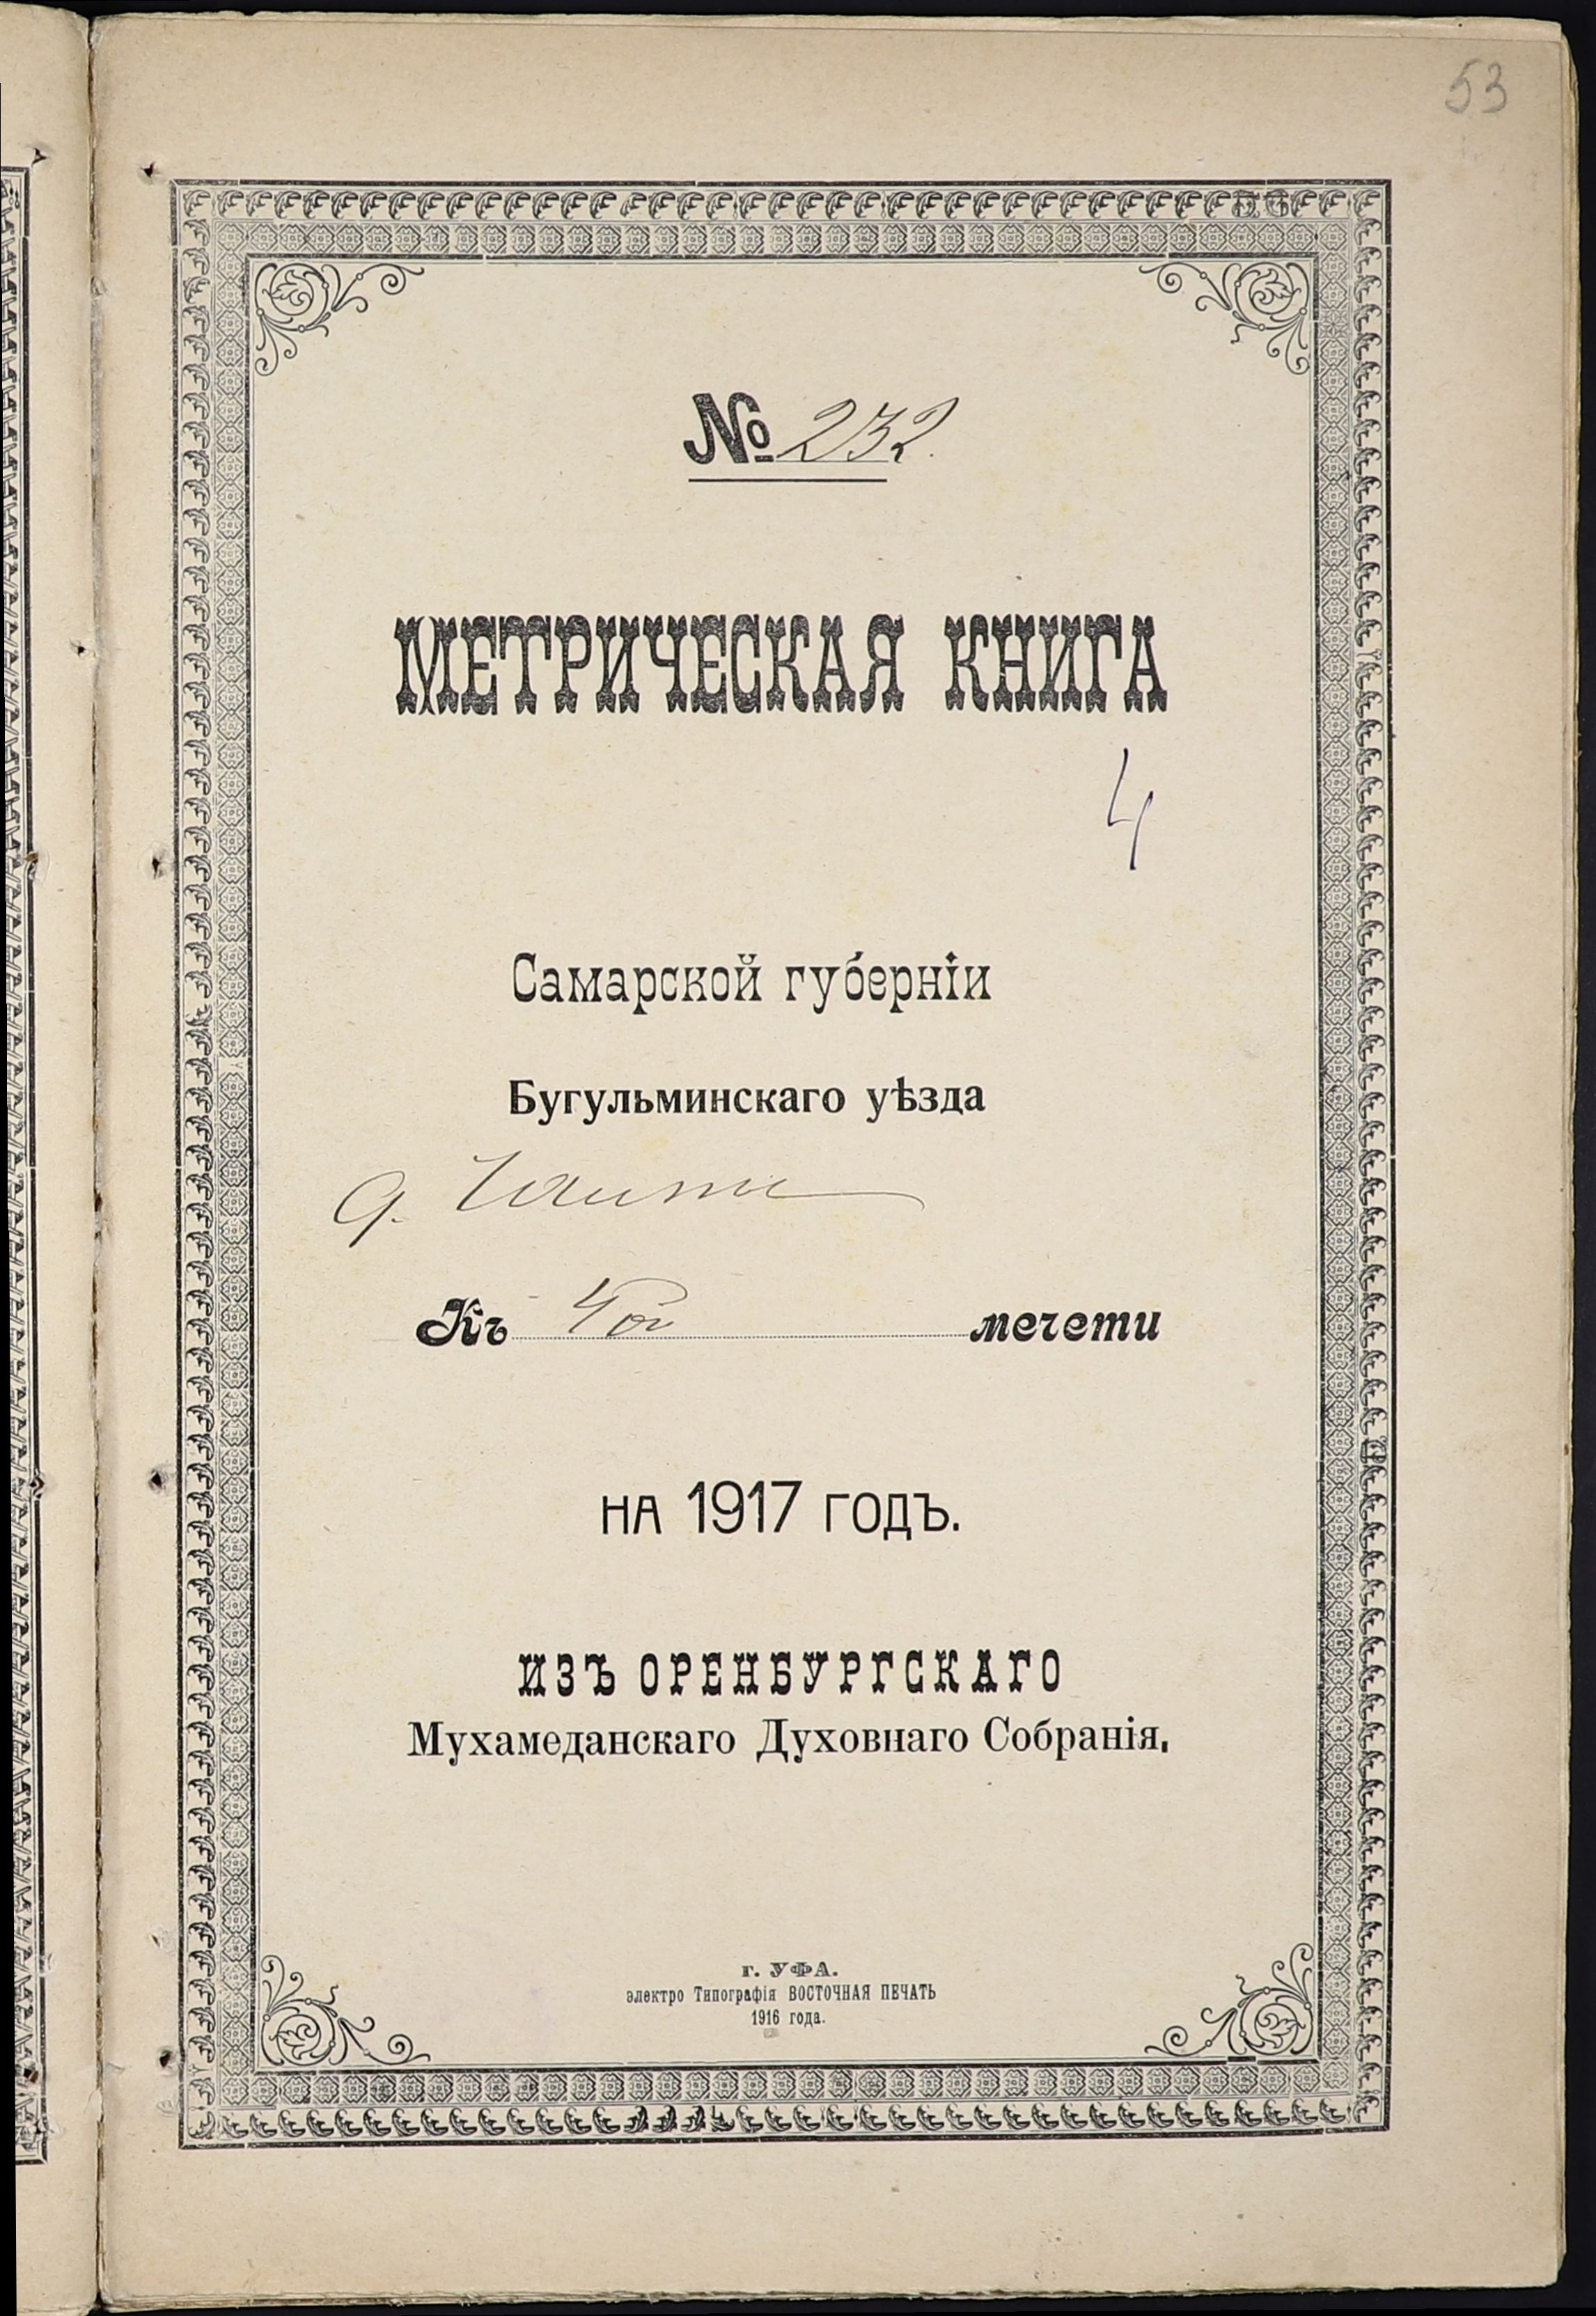 53
№ 232.
МЕТРИЧЕСКАЯ КНИГА
4
Самарской губерніи
Бугульминскаго уѣзда
д.
Къ 4ой мечети
на 1917 годъ.
ИЗЪ ОРЕНБУРГСКАГО
Мухамеданскаго Духовнаго Собранія.
г. УФА.
электро Типографія ВОСТОЧНАЯ ПЕЧАТЬ
1916 года.